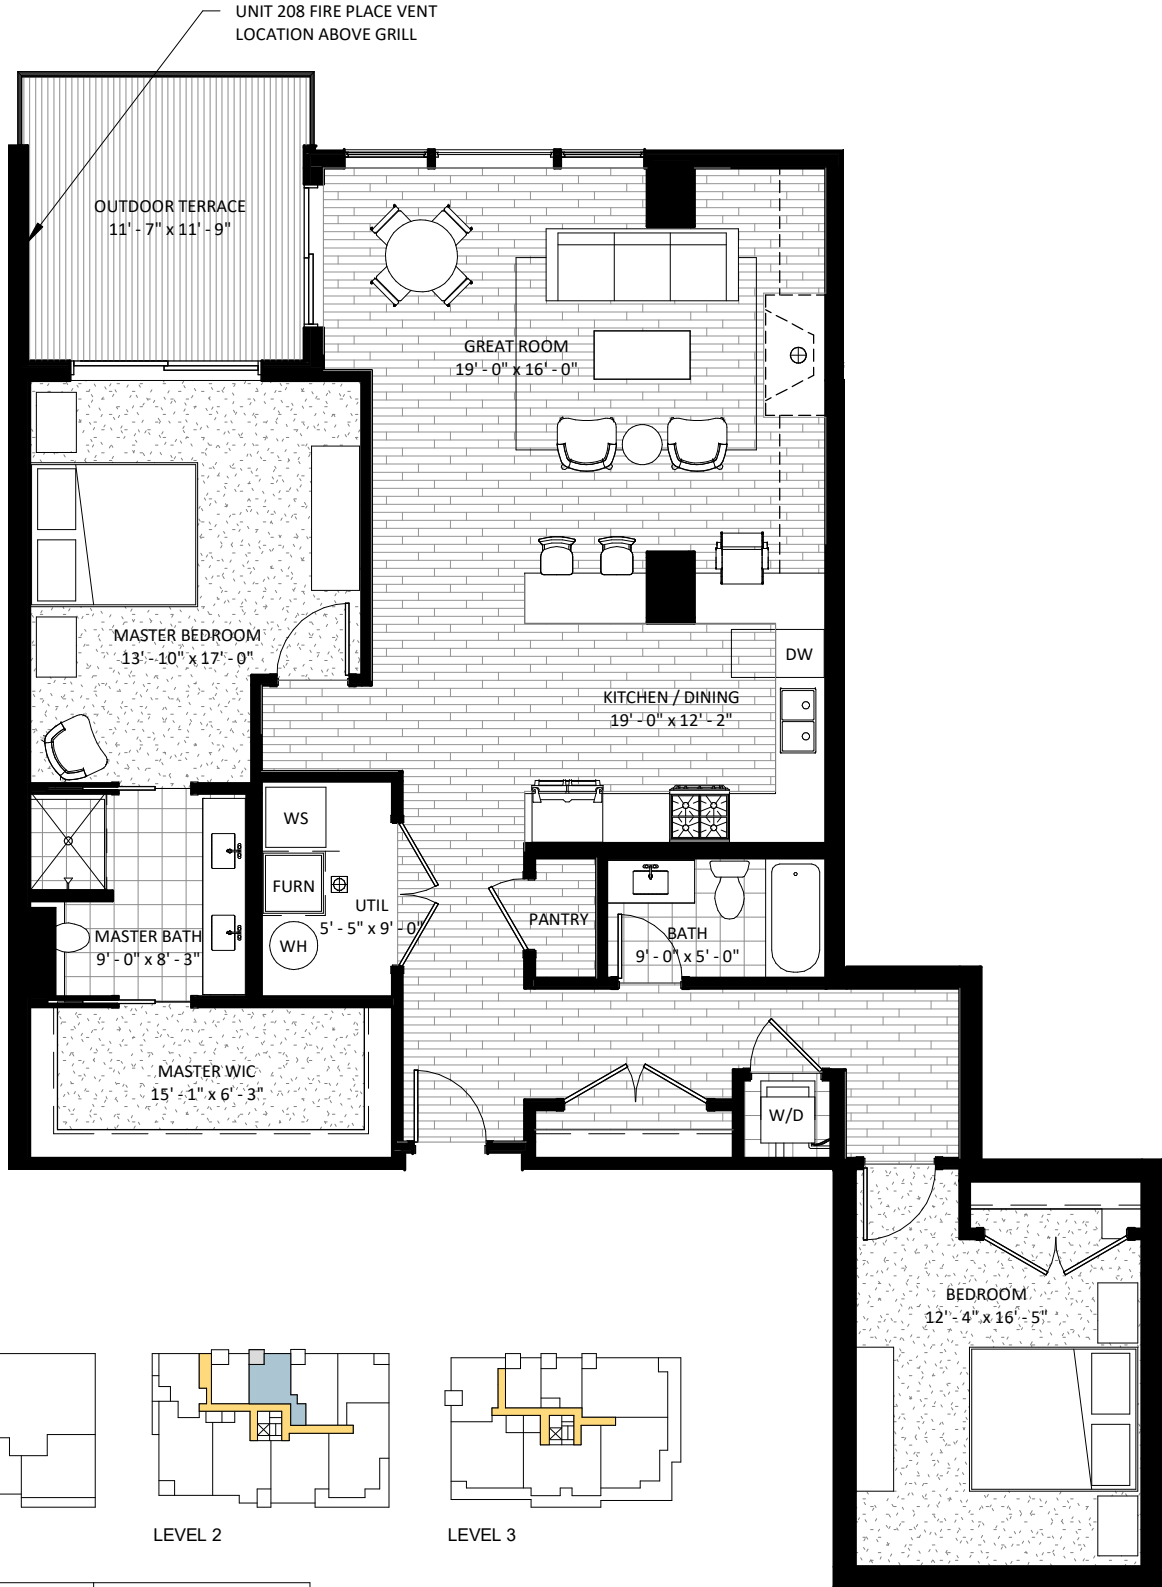 UNIT 208 FIRE PLACE VENT
LOCATION ABOVE GRILL
OUTDOOR TERRACE
11' - 7" x 11' - 9"
GREAT ROOM
19' - 0" x 16' - 0"
MASTER BEDROOM
13' - 10" x 17' - 0"
DW
KITCHEN / DINING
19' - 0" x 12' - 2"
WS
FURN
UTIL
5' - 5" x 9' - 0"
WH
PANTRY
MASTER BATH
9' - 0" x 8' - 3"
BATH
9' - 0" x 5' - 0"
MASTER WIC
15' - 1" x 6' - 3"
W/D
BEDROOM
12' - 4" x 16' - 5"
LEVEL 2
LEVEL 3